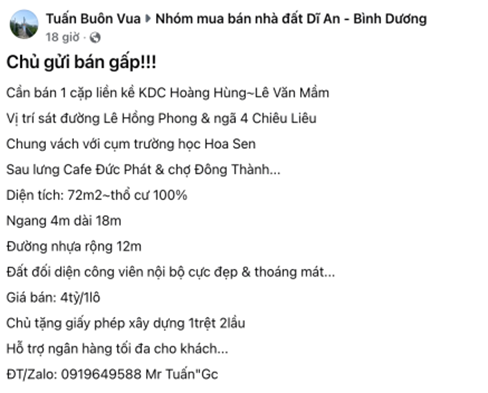 Tuấn Buôn Vua ▸ Nhóm mua bán nhà đất Dĩ An - Bình Dương
18 giờ ·
Chủ gửi bán gấp!!!
Cần bán 1 cặp liền kề KDC Hoàng Hùng~Lê Văn Mầm
Vị trí sát đường Lê Hồng Phong & ngã 4 Chiêu Liêu
Chung vách với cụm trường học Hoa Sen
Sau lưng Cafe Đức Phát & chợ Đông Thành...
Diện tích: 72m2~thổ cư 100%
Ngang 4m dài 18m
Đường nhựa rộng 12m
Đất đối diện công viên nội bộ cực đẹp & thoáng mát...
Giá bán: 4tỷ/1lô
Chủ tặng giấy phép xây dựng 1trệt 2lầu
Hỗ trợ ngân hàng tối đa cho khách...
ĐT/Zalo: 0919649588 Mr Tuấn"Gc